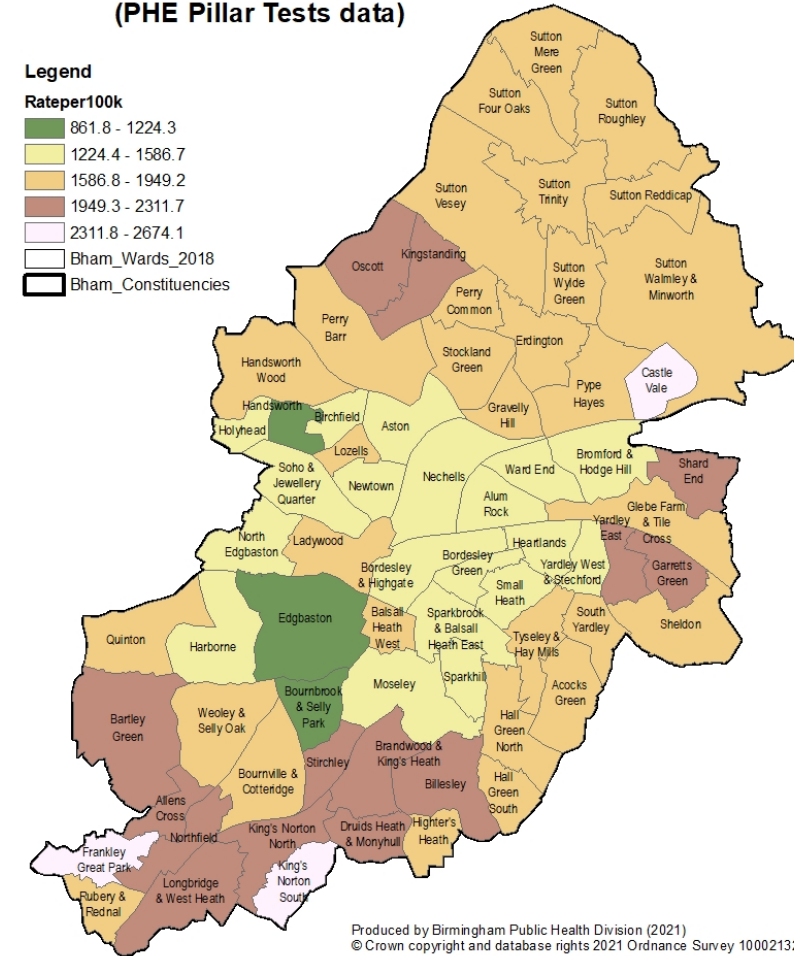 (PHE Pillar Tests data)
Legend
Rateper100k
861.8 - 1224.3
1224.4 - 1586.7
1586.8 - 1949.2
1949.3 - 2311.7
2311.8 - 2674.1
Bham_Wards_2018
Bham_Constituencies
Sutton
Mere
Green
Sutton
Four Oaks
Sutton
Roughley
Sutton
Vesey
Sutton
Trinity
Sutton Reddicap
Oscott
Kingstanding
Sutton
Wylde
Green
Sutton
Walmley &
Minworth
Perry
Common
Perry
Barr
Erdington
Stockland
Green
Handsworth
Wood
Castle
Vale
Pype
Hayes
Gravelly
Hill
Handsworth
Holyhead
Birchfield
Aston
Lozells
Soho &
Jewellery
Quarter
Newtown
Nechells
Ward End
Bromford &
Hodge Hill
Shard
End
Alum
Rock
Glebe Farm
& Tile
Cross
Yardley
East
North
Edgbaston
Ladywood
Bordesley
& Highgate
Bordesley
Green
Heartlands
Yardley West
& Stechford
Garretts
Green
Small
Heath
Edgbaston
Balsall
Heath
West
Sparkbrook
& Balsall
Heath East
South
Yardley
Tyseley &
Hay Mills
Sheldon
Quinton
Harborne
Bournbrook
& Selly
Park
Moseley
Sparkhill
Acocks
Green
Bartley
Green
Weoley &
Selly Oak
Hall
Green
North
Stirchley
Brandwood &
King's Heath
Billesley
Bournville &
Cotteridge
Hall
Green
South
Allens
Cross
Northfield
King's Norton
North
Druids Heath
& Monyhull
Highter's
Heath
Frankley
Great Park
King's
Norton
South
Longbridge
& West Heath
Rubery &
Rednal
Produced by Birmingham Public Health Division (2021)
© Crown copyright and database rights 2021 Ordnance Survey 10002132